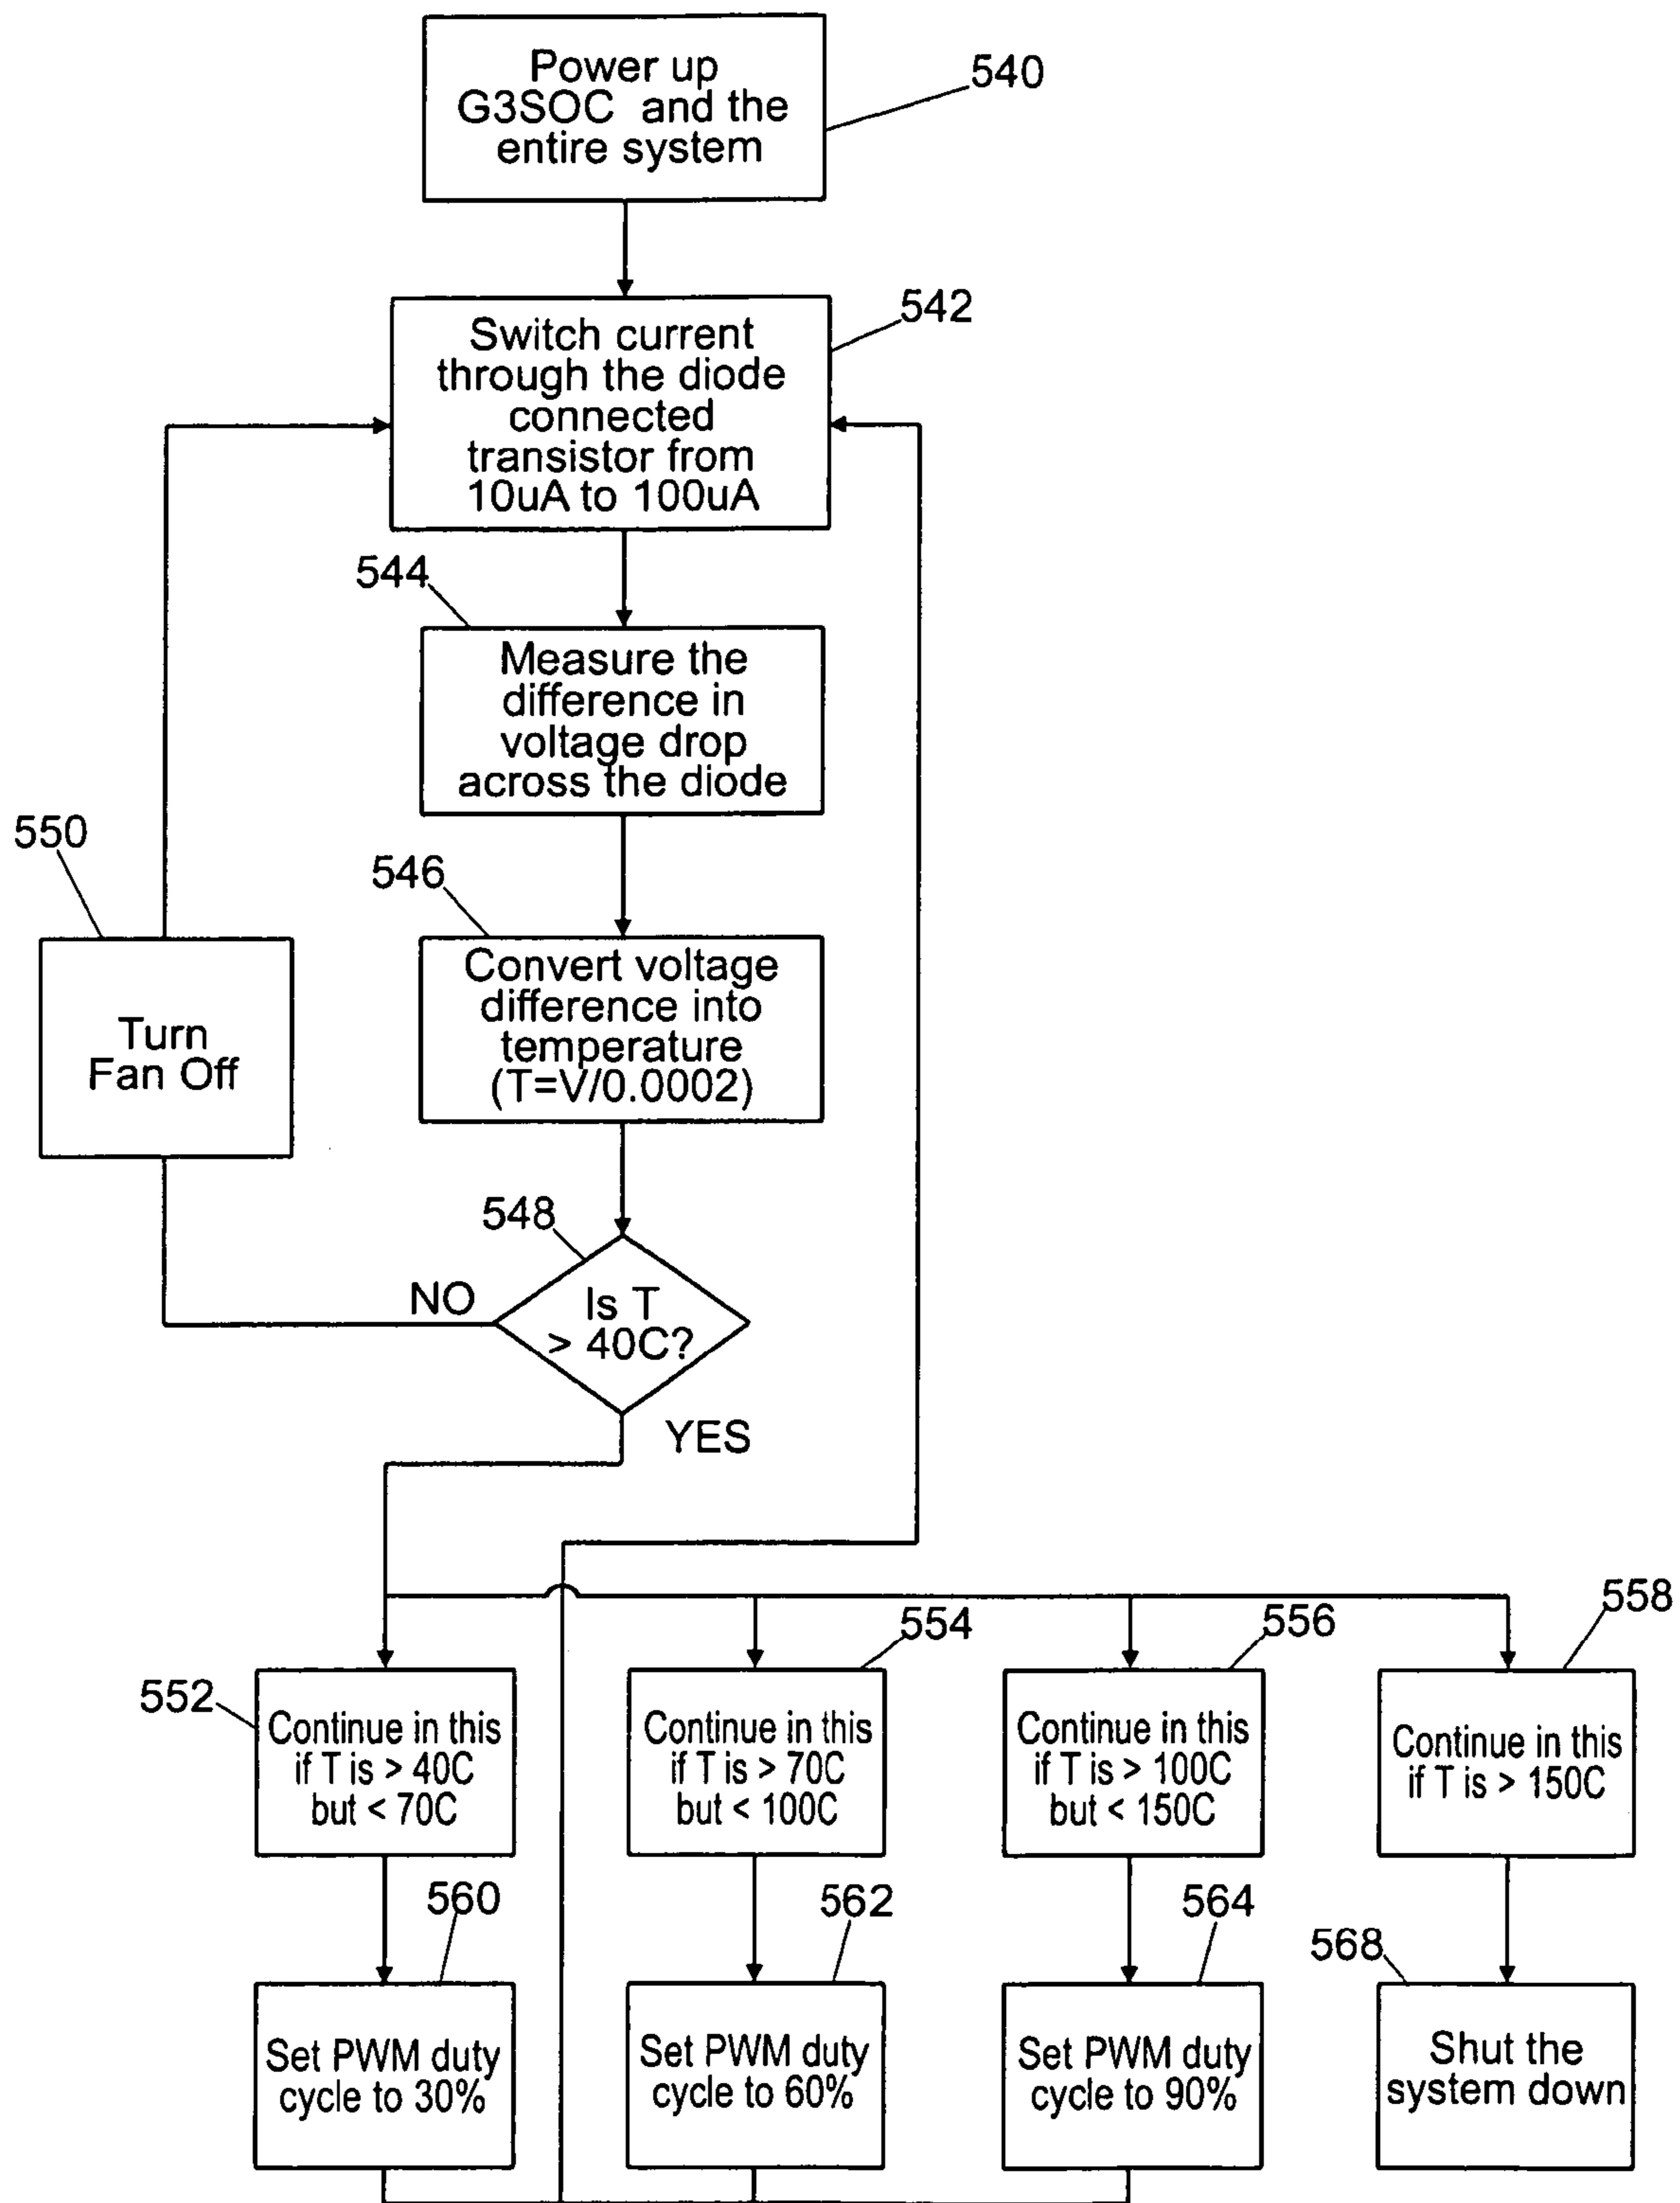 Power up
G3SOC and the
entire system
540
Switch current
through the diode
connected
transistor from
10uA to 100uA
542
544
Measure the
difference in
voltage drop
across the diode
550
Turn
Fan Off
546
Convert voltage
difference into
temperature
(T=V/0.0002)
548
NO
Is T
> 40C?
YES
552
Continue in this
if T is > 40C
but < 70C
554
Continue in this
if T is > 70C
but < 100C
556
Continue in this
if T is > 100C
but < 150C
558
Continue in this
if T is > 150C
560
Set PWM duty
cycle to 30%
562
Set PWM duty
cycle to 60%
564
Set PWM duty
cycle to 90%
568
Shut the
system down